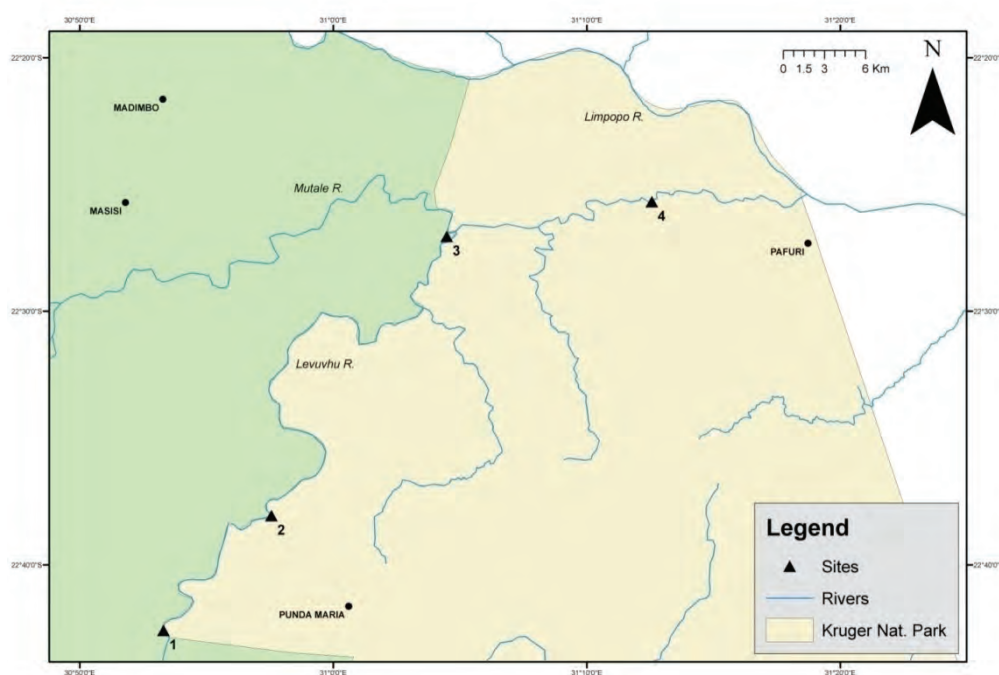 30°50'0"E
31°00'0"E
31°10'0"E
31°20'0"E
22°20'0"S
22°20'0"S
0 1.5 3 6 Km
N
MADIMBO
Limpopo R.
Mutale R.
MASISI
4
3
PAFURI
22°30'0"S
22°30'0"S
Levuvhu R.
2
Legend
Sites
22°40'0"S
22°40'0"S
Rivers
PUNDA MARIA
Kruger Nat. Park
1
30°50'0"E
31°00'0"E
31°10'0"E
31°20'0"E